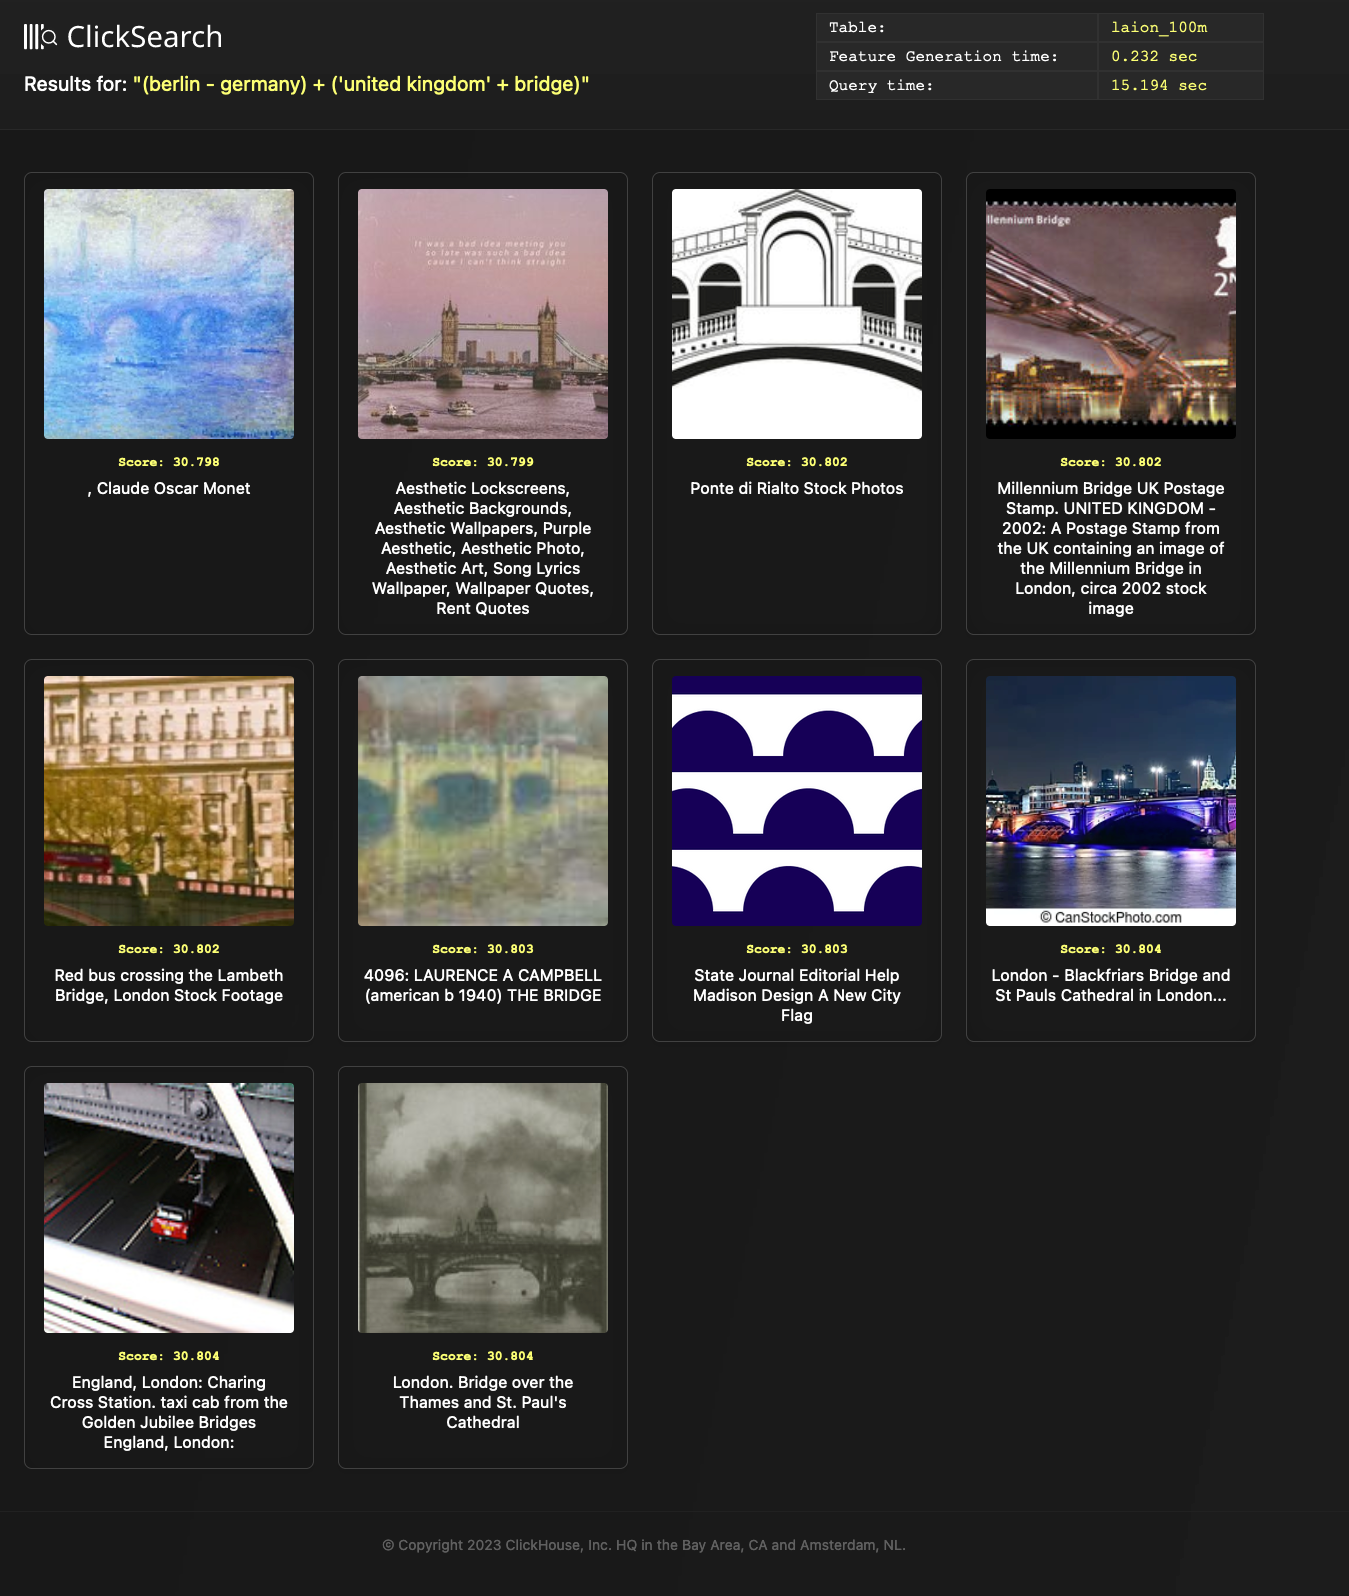 ClickSearch
Results for: "(berlin - germany) + ('united kingdom' + bridge)"
Table: laion_100m
Feature Generation time: 0.232 sec
Query time: 15.194 sec
Score: 30.798
, Claude Oscar Monet
It was a bad idea meeting you
so late was such a bad idea
cause i can't think straight
Score: 30.799
Aesthetic Lockscreens,
Aesthetic Backgrounds,
Aesthetic Wallpapers, Purple
Aesthetic, Aesthetic Photo,
Aesthetic Art, Song Lyrics
Wallpaper, Wallpaper Quotes,
Rent Quotes
Score: 30.802
Ponte di Rialto Stock Photos
llennium Bridge
2
Score: 30.802
Millennium Bridge UK Postage
Stamp. UNITED KINGDOM -
2002: A Postage Stamp from
the UK containing an image of
the Millennium Bridge in
London, circa 2002 stock
image
Score: 30.802
Red bus crossing the Lambeth
Bridge, London Stock Footage
Score: 30.803
4096: LAURENCE A CAMPBELL
(american b 1940) THE BRIDGE
Score: 30.803
State Journal Editorial Help
Madison Design A New City
Flag
© CanStockPhoto.com
Score: 30.804
London - Blackfriars Bridge and
St Pauls Cathedral in London...
Score: 30.804
England, London: Charing
Cross Station. taxi cab from the
Golden Jubilee Bridges
England, London:
Score: 30.804
London. Bridge over the
Thames and St. Paul's
Cathedral
© Copyright 2023 ClickHouse, Inc. HQ in the Bay Area, CA and Amsterdam, NL.